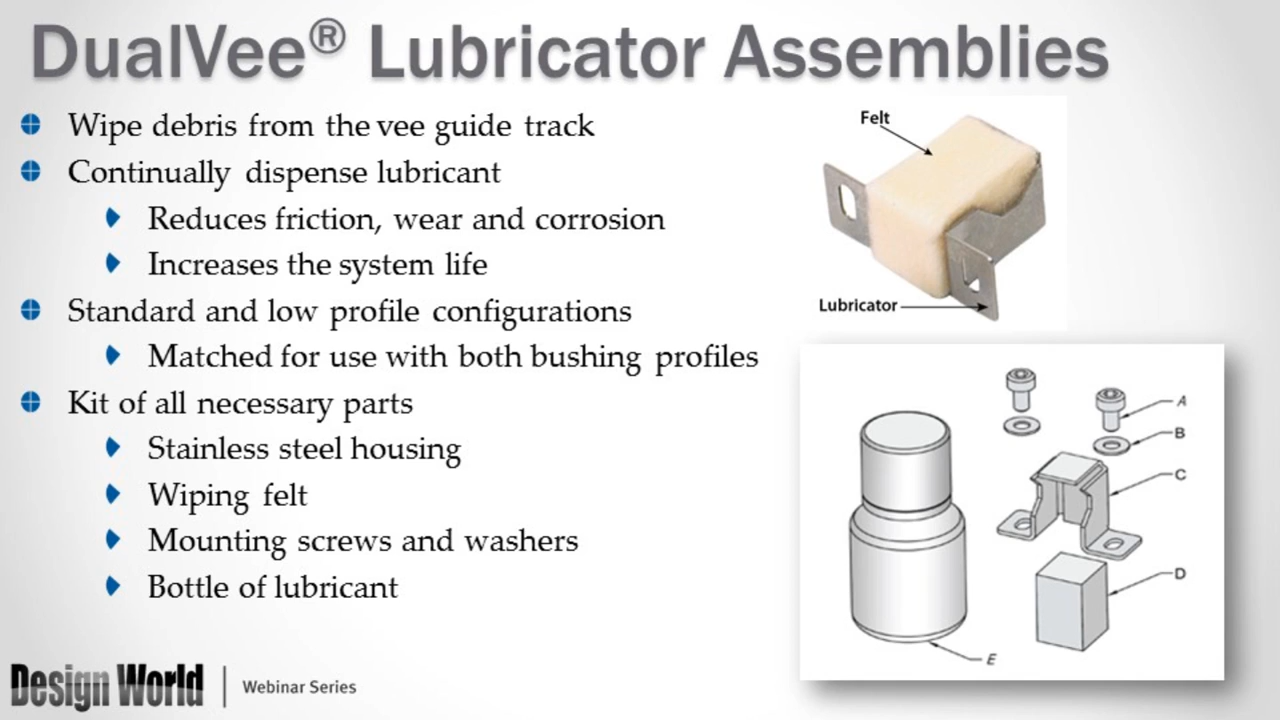 DualVee® Lubricator Assemblies
Wipe debris from the vee guide track
Continually dispense lubricant
Reduces friction, wear and corrosion
Increases the system life
Standard and low profile configurations
Matched for use with both bushing profiles
Kit of all necessary parts
Stainless steel housing
Wiping felt
Mounting screws and washers
Bottle of lubricant
Felt
Lubricator
A
B
C
D
E
Design World
Webinar Series